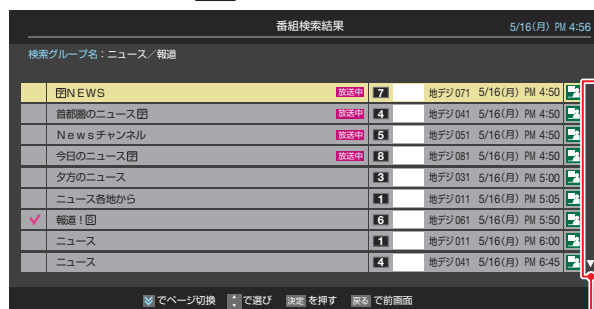 番組検索結果 5/16(月) PM 4:56
検索グループ名:ニュース/報道
🈑NEWS 放送中 7 地デジ071 5/16(月) PM 4:50
首都圏のニュース🈑 放送中 4 地デジ041 5/16(月) PM 4:50
Newsチャンネル 放送中 5 地デジ051 5/16(月) PM 4:50
今日のニュース🈑 放送中 8 地デジ081 5/16(月) PM 4:50
夕方のニュース 3 地デジ031 5/16(月) PM 5:00
ニュース各地から 1 地デジ011 5/16(月) PM 5:05
報道!🅂 6 地デジ061 5/16(月) PM 5:50
ニュース 1 地デジ011 5/16(月) PM 6:00
ニュース 4 地デジ041 5/16(月) PM 6:45
でページ切換 で選び 決定 を押す 戻る で前画面